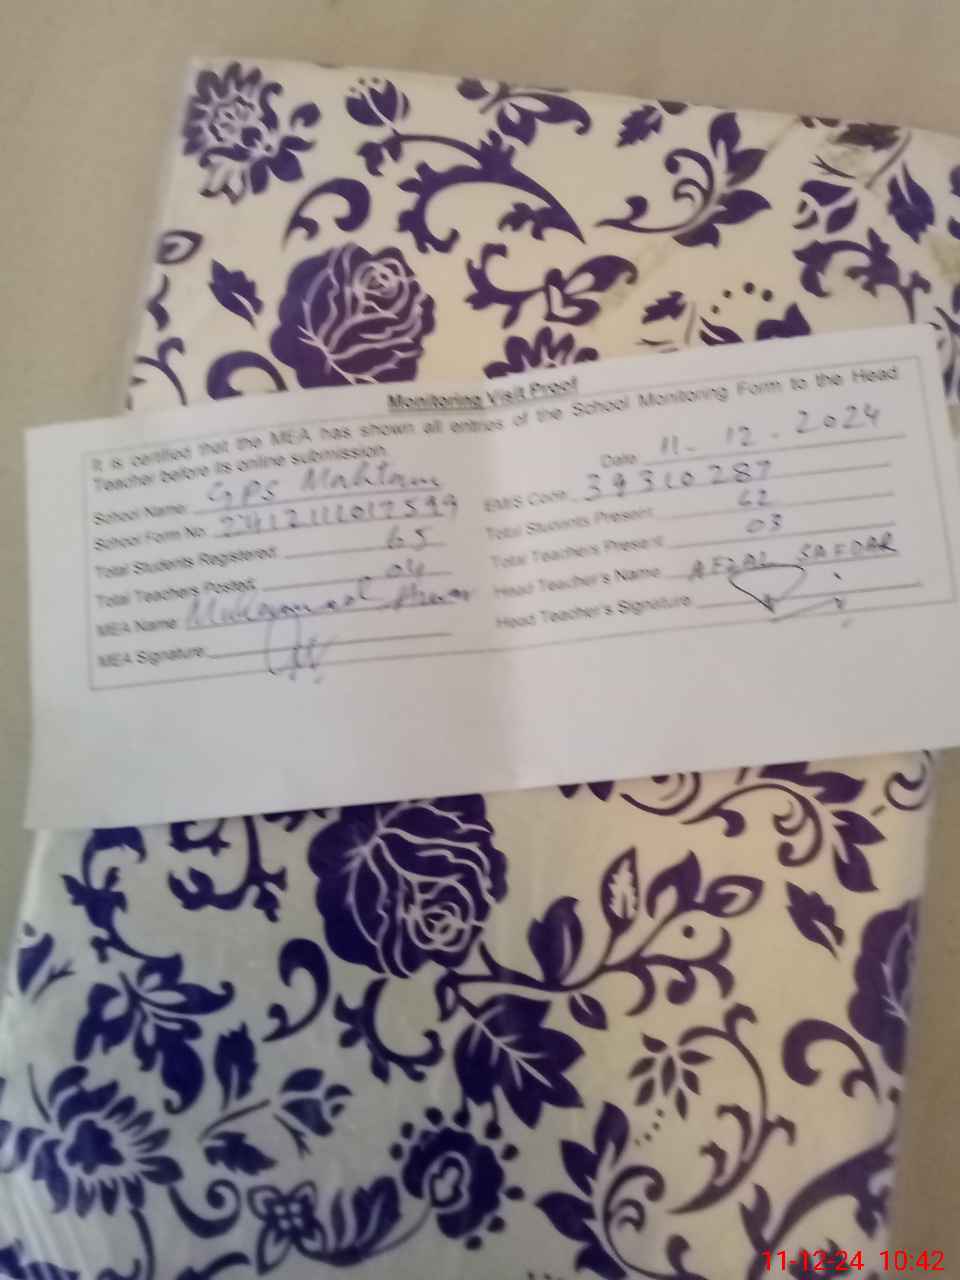 Monitoring Visit Proof
It is certified that the MEA has shown all entries of the School Monitoring Form to the Head
Teacher before its online submission.
Date 11-12-2024
School Name: GPS Mahtam
EMIS Code: 39310287
School Form No.
Total Students Present: 62
Total Students Registered: 65
Total Teachers Present: 03
Total Teachers Posted: 04
Head Teacher's Name: AFZAL SAFDAR
MEA Name: Muhammad
Head Teacher's Signature:
MEA Signature:
11-12-24 10:42